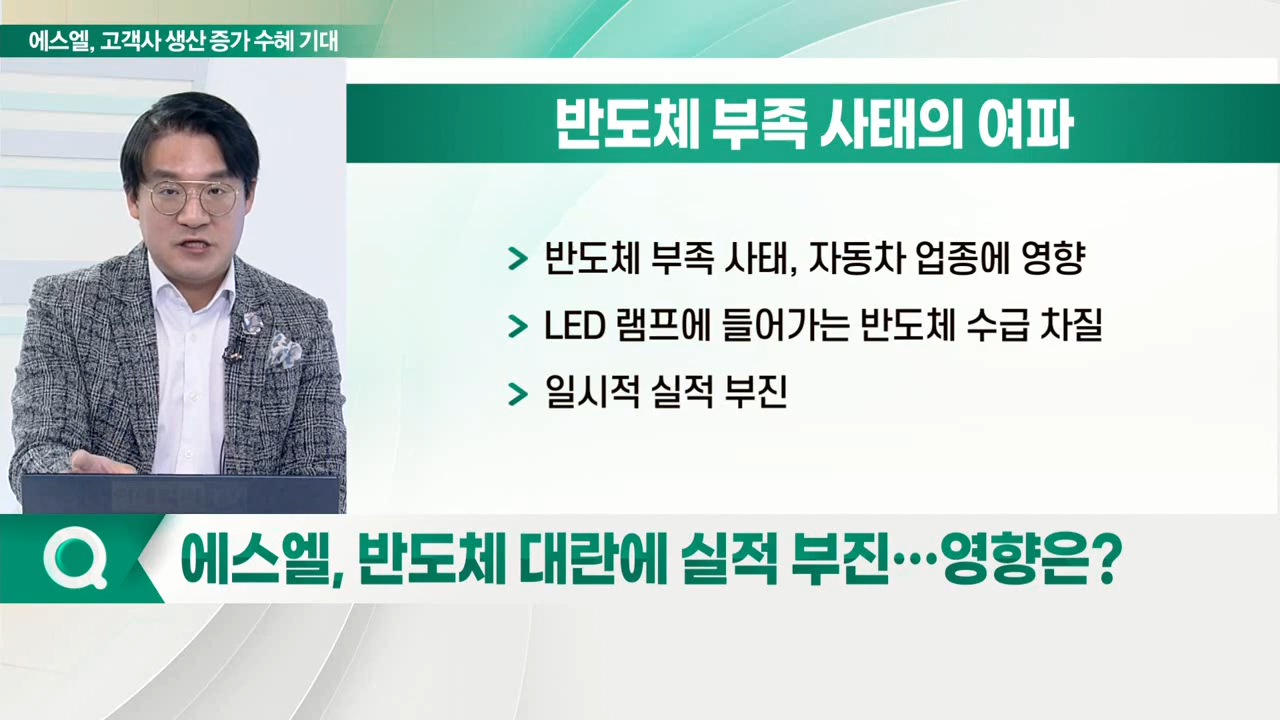 에스엘, 고객사 생산 증가 수혜 기대
반도체 부족 사태의 여파
> 반도체 부족 사태, 자동차 업종에 영향
> LED 램프에 들어가는 반도체 수급 차질
> 일시적 실적 부진
에스엘, 반도체 대란에 실적 부진…영향은?